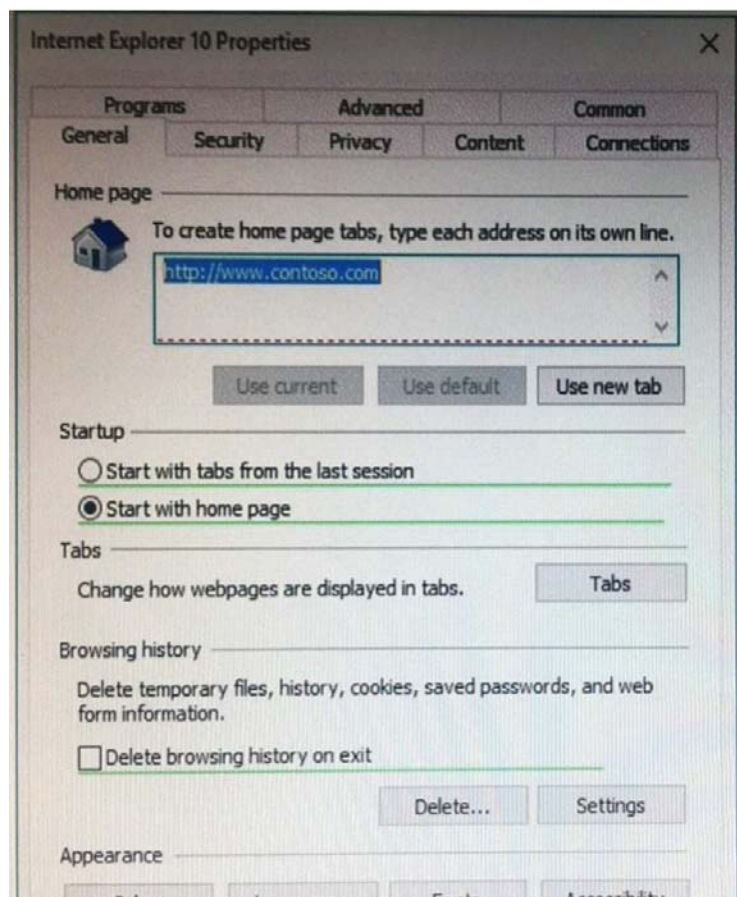 Internet Explorer 10 Properties
Programs Advanced Common
General Security Privacy Content Connections
Home page
To create home page tabs, type each address on its own line.
http://www.contoso.com
Use current Use default Use new tab
Startup
Start with tabs from the last session
Start with home page
Tabs
Change how webpages are displayed in tabs. Tabs
Browsing history
Delete temporary files, history, cookies, saved passwords, and web
form information.
Delete browsing history on exit
Delete... Settings
Appearance